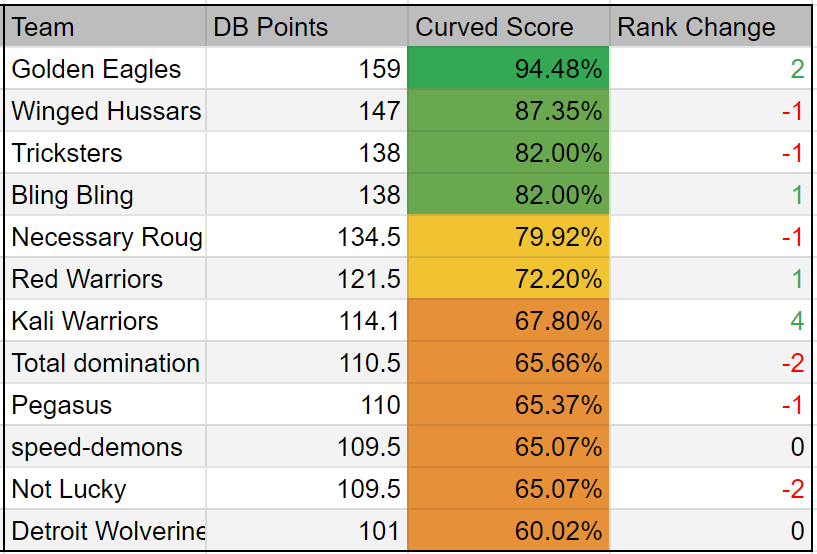 Team DB Points Curved Score Rank Change
Golden Eagles 159 94.48% 2
Winged Hussars 147 87.35% -1
Tricksters 138 82.00% -1
Bling Bling 138 82.00% 1
Necessary Roug 134.5 79.92% -1
Red Warriors 121.5 72.20% 1
Kali Warriors 114.1 67.80% 4
Total domination 110.5 65.66% -2
Pegasus 110 65.37% -1
speed-demons 109.5 65.07% 0
Not Lucky 109.5 65.07% -2
Detroit Wolverine 101 60.02% 0